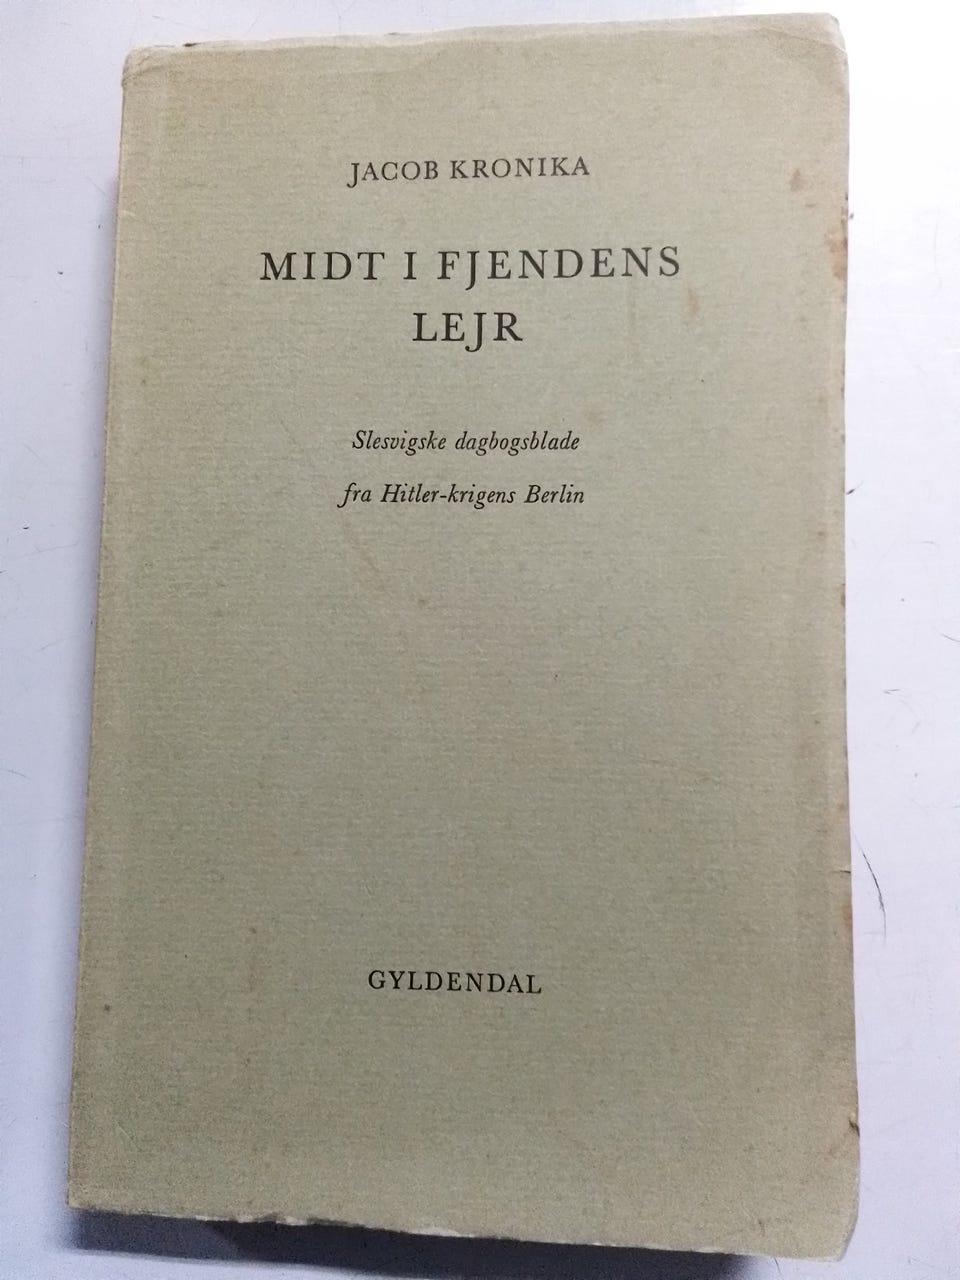 JACOB KRONIKA
MIDT I FJENDENS
LEJR
Slesvigske dagbogsblade
fra Hitler-krigens Berlin
GYLDENDAL